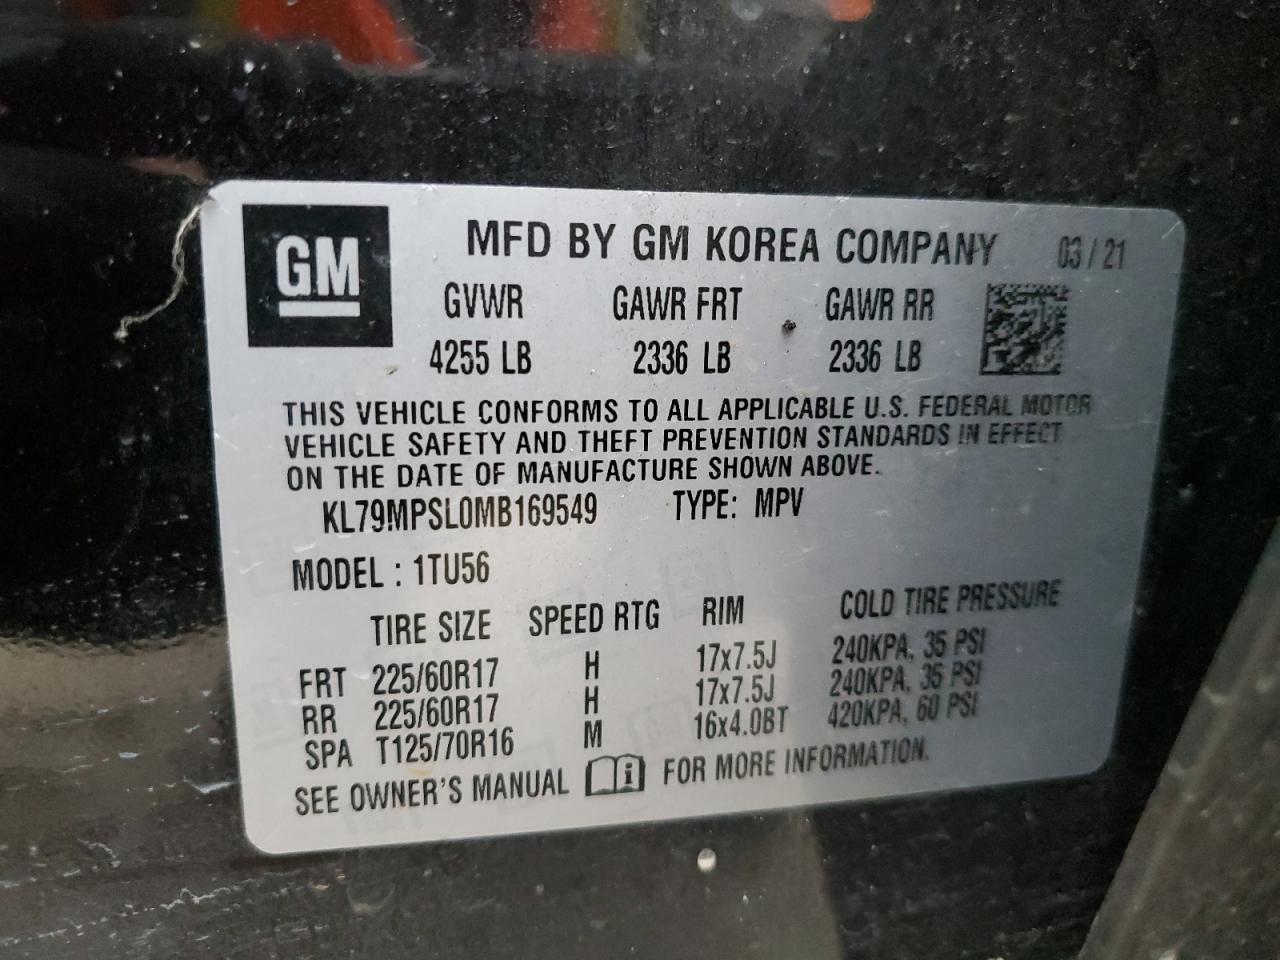 GM
MFD BY GM KOREA COMPANY 03/21
GVWR GAWR FRT GAWR RR
4255 LB 2336 LB 2336 LB
THIS VEHICLE CONFORMS TO ALL APPLICABLE U.S. FEDERAL MOTOR
VEHICLE SAFETY AND THEFT PREVENTION STANDARDS IN EFFECT
ON THE DATE OF MANUFACTURE SHOWN ABOVE.
KL79MPSL0MB169549 TYPE: MPV
MODEL : 1TU56
TIRE SIZE SPEED RTG RIM COLD TIRE PRESSURE
FRT 225/60R17 H 17x7.5J 240KPA, 35 PSI
RR 225/60R17 H 17x7.5J 240KPA, 35 PSI
SPA T125/70R16 M 16x4.0BT 420KPA, 60 PSI
SEE OWNER'S MANUAL i FOR MORE INFORMATION.